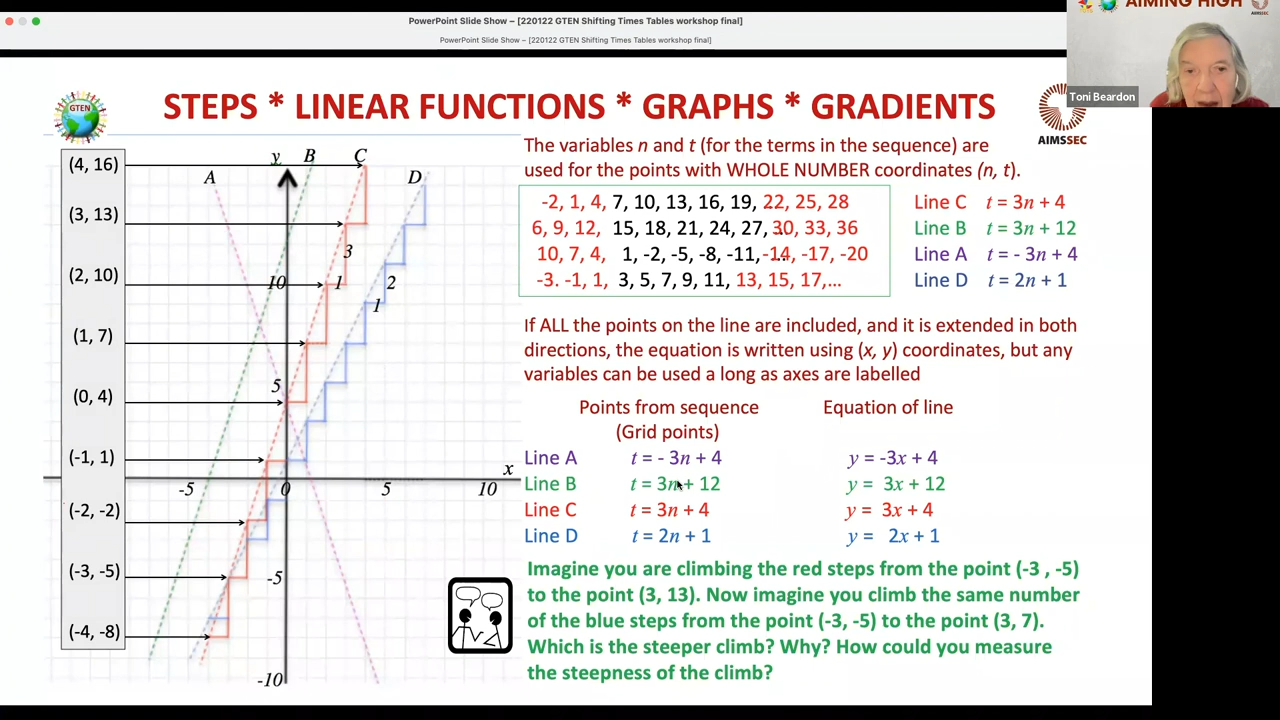 PowerPoint Slide Show – [220122 GTEN Shifting Times Tables workshop final]
PowerPoint Slide Show – [220122 GTEN Shifting Times Tables workshop final]
AIMING HIGH
AIMSSEC
Toni Beardon
GTEN
STEPS * LINEAR FUNCTIONS * GRAPHS * GRADIENTS
AIMSSEC
(4, 16)
(3, 13)
(2, 10)
(1, 7)
(0, 4)
(-1, 1)
(-2, -2)
(-3, -5)
(-4, -8)
A
y
B
C
D
3
10
1
2
1
5
x
-5
0
5
10
-5
-10
The variables n and t (for the terms in the sequence) are
used for the points with WHOLE NUMBER coordinates (n, t).
-2, 1, 4, 7, 10, 13, 16, 19, 22, 25, 28
Line C t = 3n + 4
6, 9, 12, 15, 18, 21, 24, 27, 30, 33, 36
Line B t = 3n + 12
10, 7, 4, 1, -2, -5, -8, -11, -14, -17, -20
Line A t = - 3n + 4
-3. -1, 1, 3, 5, 7, 9, 11, 13, 15, 17,...
Line D t = 2n + 1
If ALL the points on the line are included, and it is extended in both
directions, the equation is written using (x, y) coordinates, but any
variables can be used a long as axes are labelled
Points from sequence Equation of line
(Grid points)
Line A t = - 3n + 4 y = -3x + 4
Line B t = 3n + 12 y = 3x + 12
Line C t = 3n + 4 y = 3x + 4
Line D t = 2n + 1 y = 2x + 1
Imagine you are climbing the red steps from the point (-3 , -5)
to the point (3, 13). Now imagine you climb the same number
of the blue steps from the point (-3, -5) to the point (3, 7).
Which is the steeper climb? Why? How could you measure
the steepness of the climb?